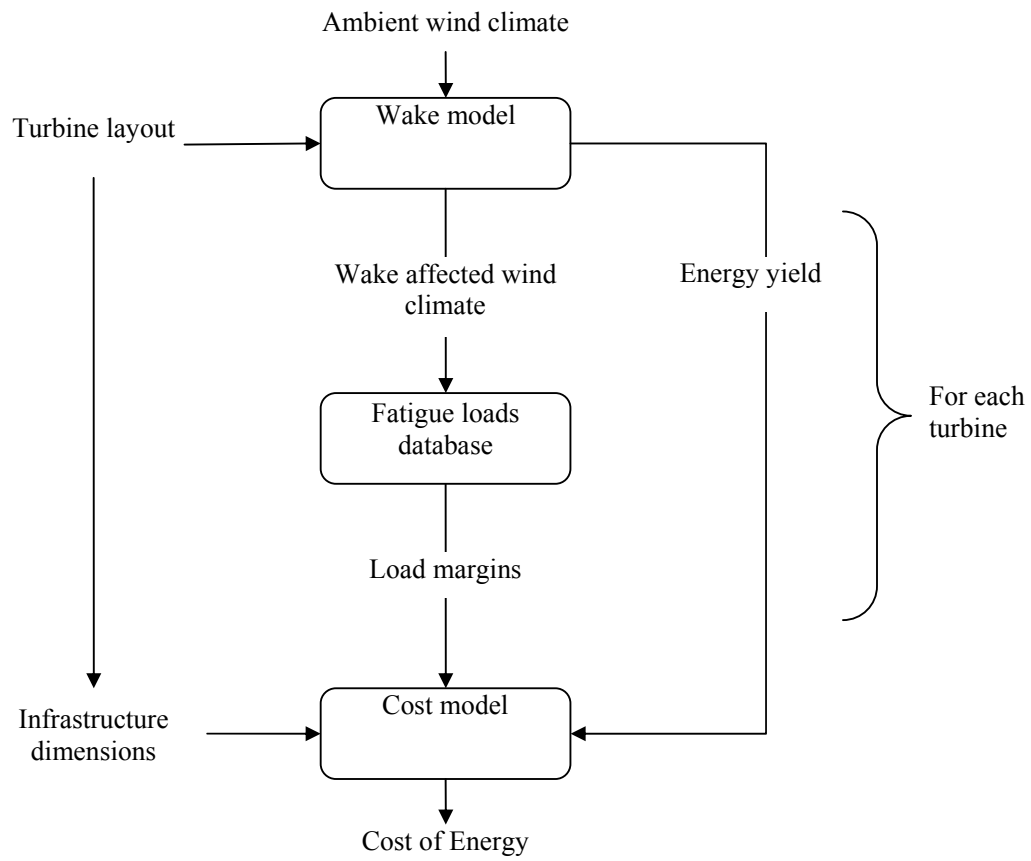 Ambient wind climate
Wake model
Turbine layout
Wake affected wind
climate
Energy yield
Fatigue loads
database
For each
turbine
Load margins
Cost model
Infrastructure
dimensions
Cost of Energy